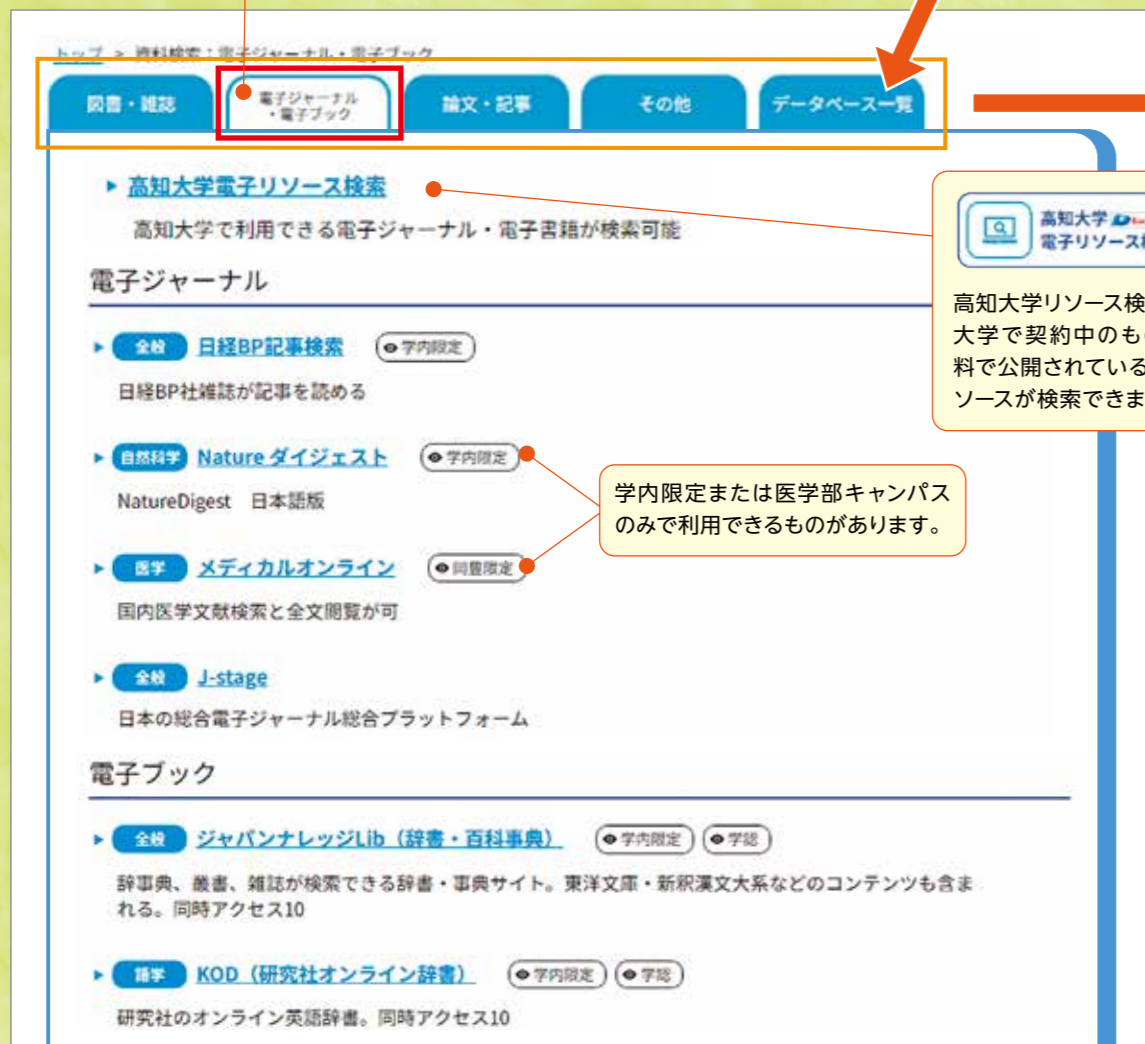 トップ > 資料検索：電子ジャーナル・電子ブック
図書・雑誌
電子ジャーナル
・電子ブック
論文・記事
その他
データベース一覧
高知大学電子リソース検索
高知大学で利用できる電子ジャーナル・電子書籍が検索可能
高知大学
電子リソース
高知大学リソース検
大学で契約中のも
料で公開されている
ソースが検索できま
電子ジャーナル
全般 日経BP記事検索 学内限定
日経BP社雑誌が記事を読める
自然科学 Nature ダイジェスト 学内限定
NatureDigest 日本語版
学内限定または医学部キャンパス
のみで利用できるものがあります。
医学 メディカルオンライン 岡豊限定
国内医学文献検索と全文閲覧が可
全般 J-stage
日本の総合電子ジャーナル総合プラットフォーム
電子ブック
全般 ジャパンナレッジLib（辞書・百科事典） 学内限定 学認
辞事典、叢書、雑誌が検索できる辞書・事典サイト。東洋文庫・新釈漢文大系などのコンテンツも含ま
れる。同時アクセス10
語学 KOD（研究社オンライン辞書） 学内限定 学認
研究社のオンライン英語辞書。同時アクセス10